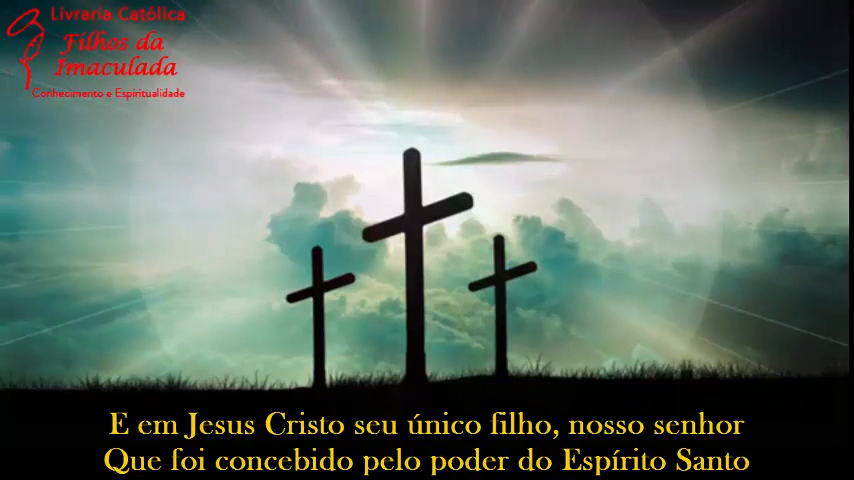 Livraria Católica
Filhos da
Imaculada
Conhecimento e Espiritualidade
E em Jesus Cristo seu único filho, nosso senhor
Que foi concebido pelo poder do Espírito Santo